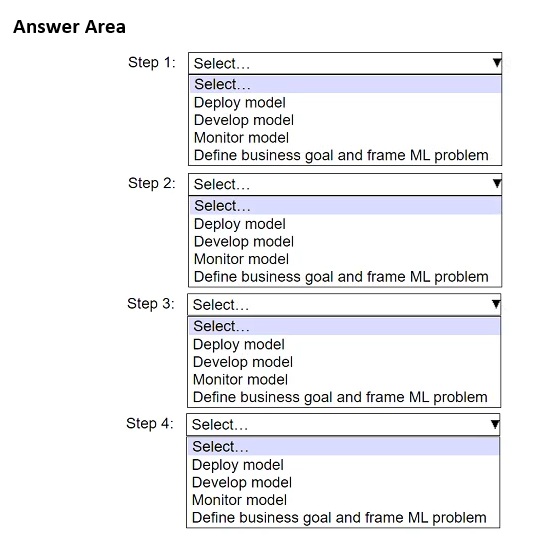 Answer Area
Step 1: Select...
Select...
Deploy model
Develop model
Monitor model
Define business goal and frame ML problem
Step 2: Select...
Select...
Deploy model
Develop model
Monitor model
Define business goal and frame ML problem
Step 3: Select...
Select...
Deploy model
Develop model
Monitor model
Define business goal and frame ML problem
Step 4: Select...
Select...
Deploy model
Develop model
Monitor model
Define business goal and frame ML problem